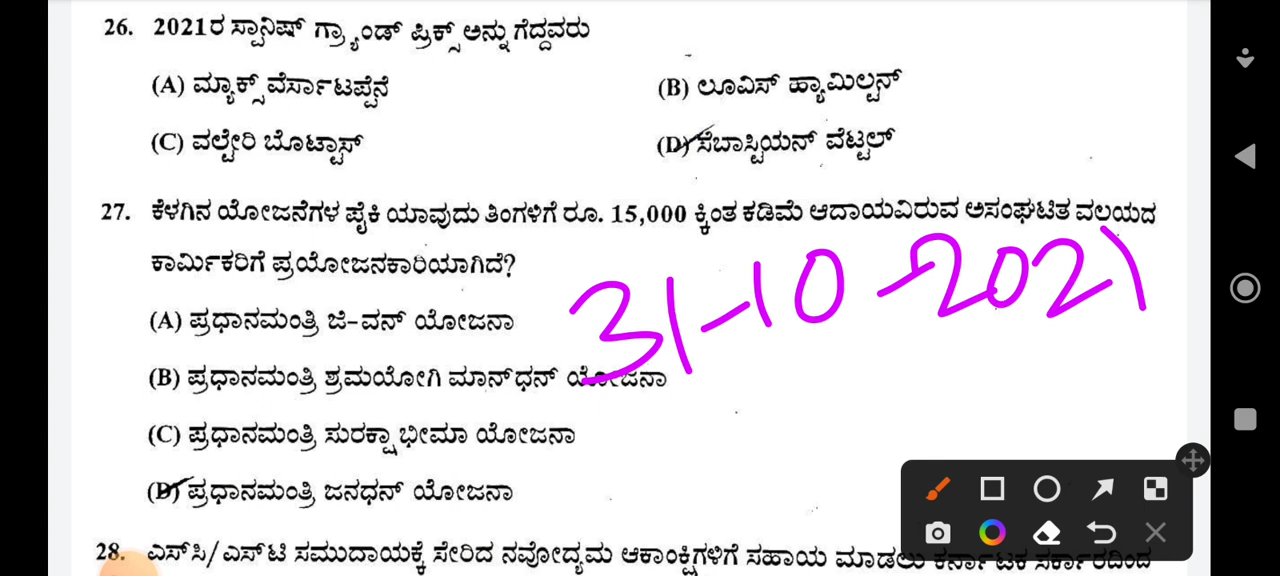 26. 2021ರ ಸ್ಪಾನಿಷ್ ಗ್ರ್ಯಾಂಡ್ ಪ್ರಿಕ್ಸ್ ಅನ್ನು ಗೆದ್ದವರು
(A) ಮ್ಯಾಕ್ಸ್ ವೆರ್ಸಾಟಪ್ಪೆನೆ
(B) ಲೂವಿಸ್ ಹ್ಯಾಮಿಲ್ಟನ್
(C) ವಲ್ಟೇರಿ ಬೊಟ್ಟಾಸ್
(D) ಸೆಬಾಸ್ಟಿಯನ್ ವೆಟ್ಟಲ್
27. ಕೆಳಗಿನ ಯೋಜನೆಗಳ ಪೈಕಿ ಯಾವುದು ತಿಂಗಳಿಗೆ ರೂ. 15,000 ಕ್ಕಿಂತ ಕಡಿಮೆ ಆದಾಯವಿರುವ ಅಸಂಘಟಿತ ವಲಯದ
ಕಾರ್ಮಿಕರಿಗೆ ಪ್ರಯೋಜನಕಾರಿಯಾಗಿದೆ?
31-10-2021
(A) ಪ್ರಧಾನಮಂತ್ರಿ ಜಿ-ವನ್ ಯೋಜನಾ
(B) ಪ್ರಧಾನಮಂತ್ರಿ ಶ್ರಮಯೋಗಿ ಮಾನ್‌ಧನ್ ಯೋಜನಾ
(C) ಪ್ರಧಾನಮಂತ್ರಿ ಸುರಕ್ಷಾ ಭೀಮಾ ಯೋಜನಾ
(D) ಪ್ರಧಾನಮಂತ್ರಿ ಜನಧನ್ ಯೋಜನಾ
28. ಎಸ್‌ಸಿ/ಎಸ್‌ಟಿ ಸಮುದಾಯಕ್ಕೆ ಸೇರಿದ ನವೋದ್ಯಮ ಆಕಾಂಕ್ಷಿಗಳಿಗೆ ಸಹಾಯ ಮಾಡಲು ಕರ್ನಾಟಕ ಸರ್ಕಾರದಿಂದ